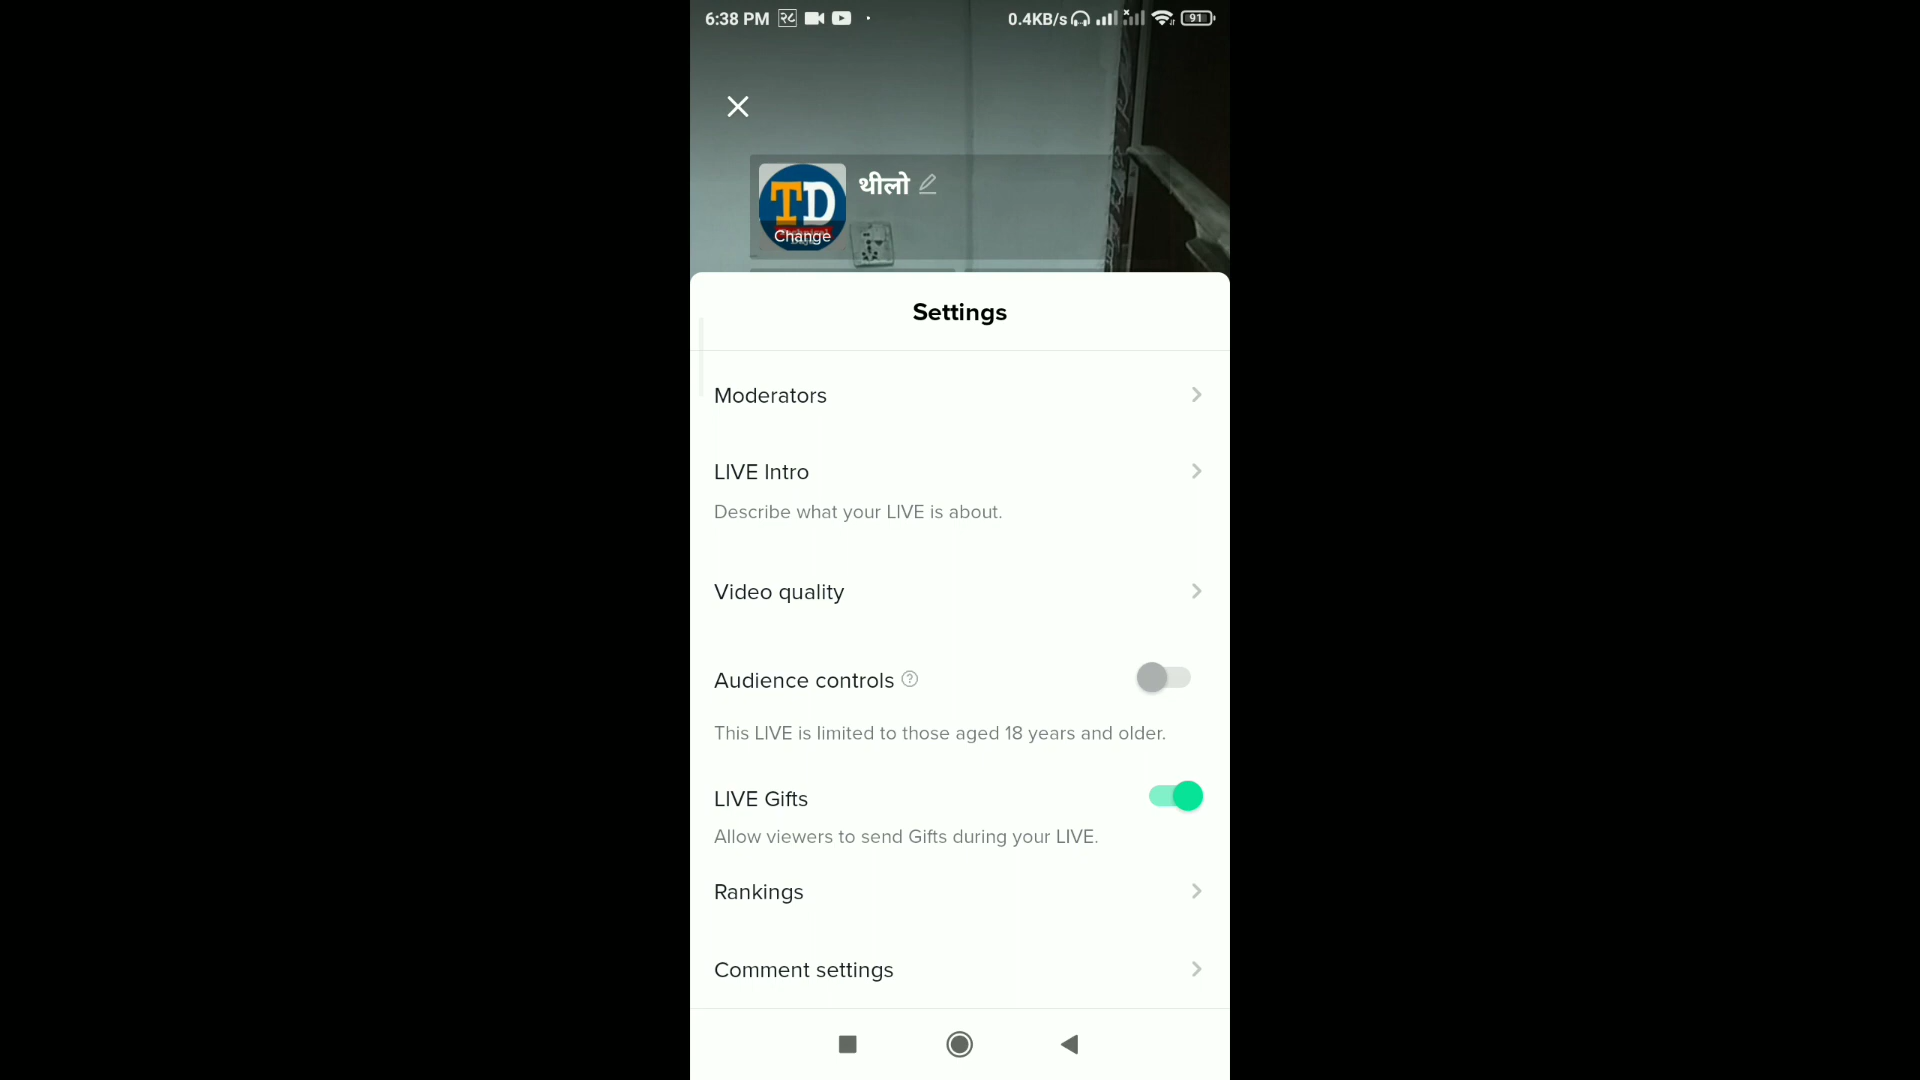 6:38 PM २८ 0.4KB/s 91
थीलो
TD
Change
Settings
Moderators
LIVE Intro
Describe what your LIVE is about.
Video quality
Audience controls
This LIVE is limited to those aged 18 years and older.
LIVE Gifts
Allow viewers to send Gifts during your LIVE.
Rankings
Comment settings